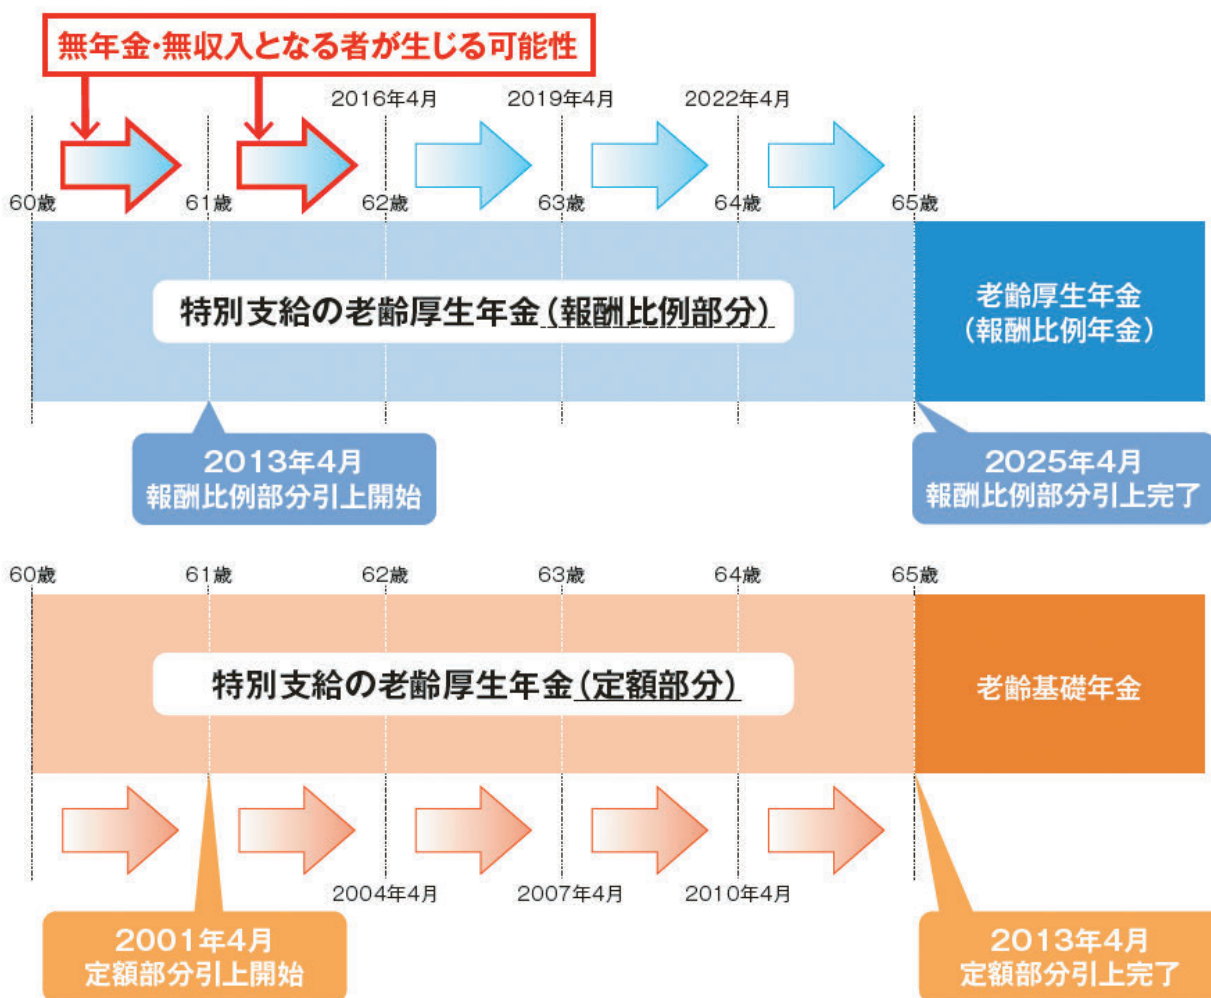 無年金・無収入となる者が生じる可能性
2016年4月
2019年4月
2022年4月
60歳
61歳
62歳
63歳
64歳
65歳
特別支給の老齢厚生年金(報酬比例部分)
老齢厚生年金
(報酬比例年金)
2013年4月
報酬比例部分引上開始
2025年4月
報酬比例部分引上完了
60歳
61歳
62歳
63歳
64歳
65歳
特別支給の老齢厚生年金(定額部分)
老齢基礎年金
2004年4月
2007年4月
2010年4月
2001年4月
定額部分引上開始
2013年4月
定額部分引上完了